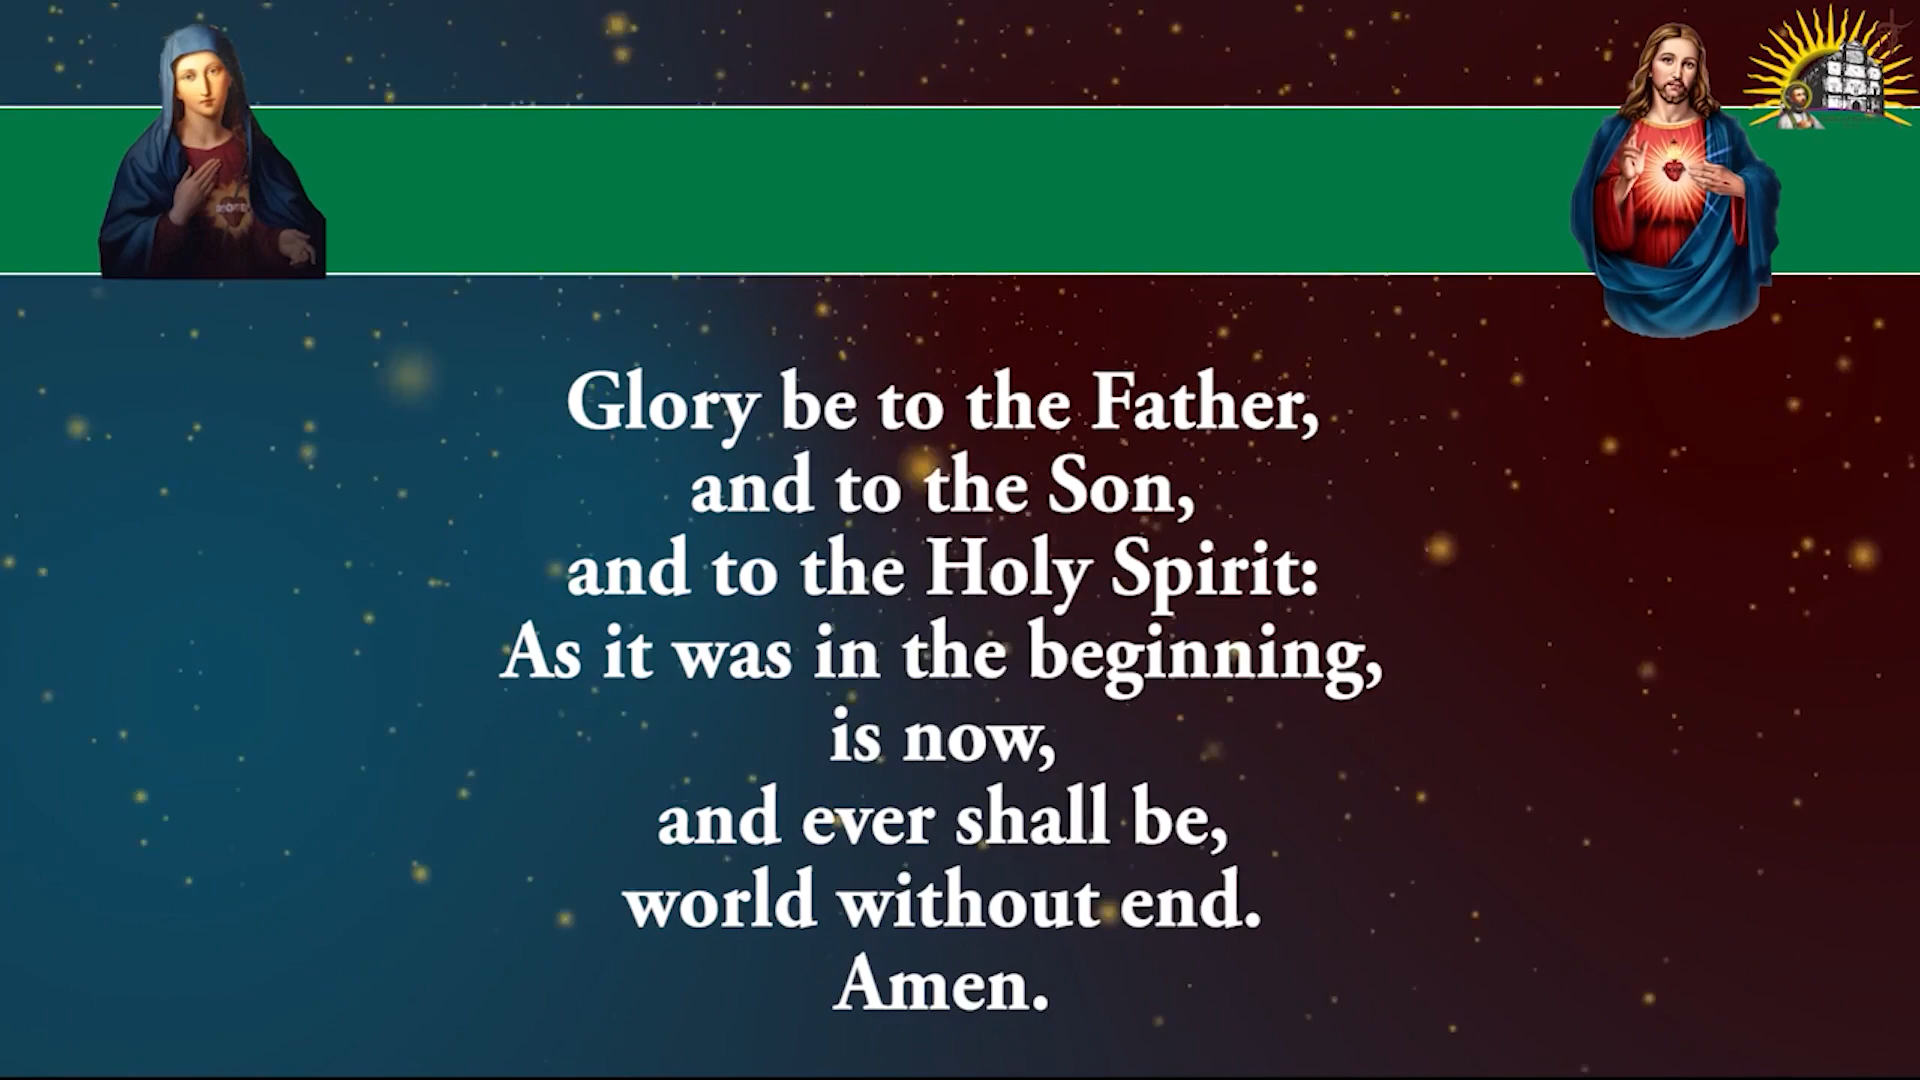 Glory be to the Father,
and to the Son,
and to the Holy Spirit:
As it was in the beginning,
is now,
and ever shall be,
world without end.
Amen.